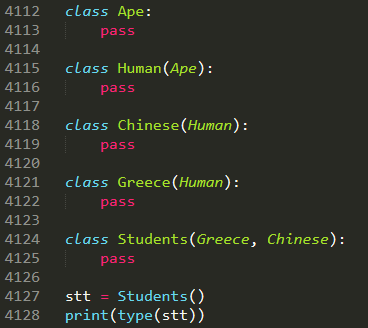 4112 class Ape:
4113     pass
4114
4115 class Human(Ape):
4116     pass
4117
4118 class Chinese(Human):
4119     pass
4120
4121 class Greece(Human):
4122     pass
4123
4124 class Students(Greece, Chinese):
4125     pass
4126
4127 stt = Students()
4128 print(type(stt))